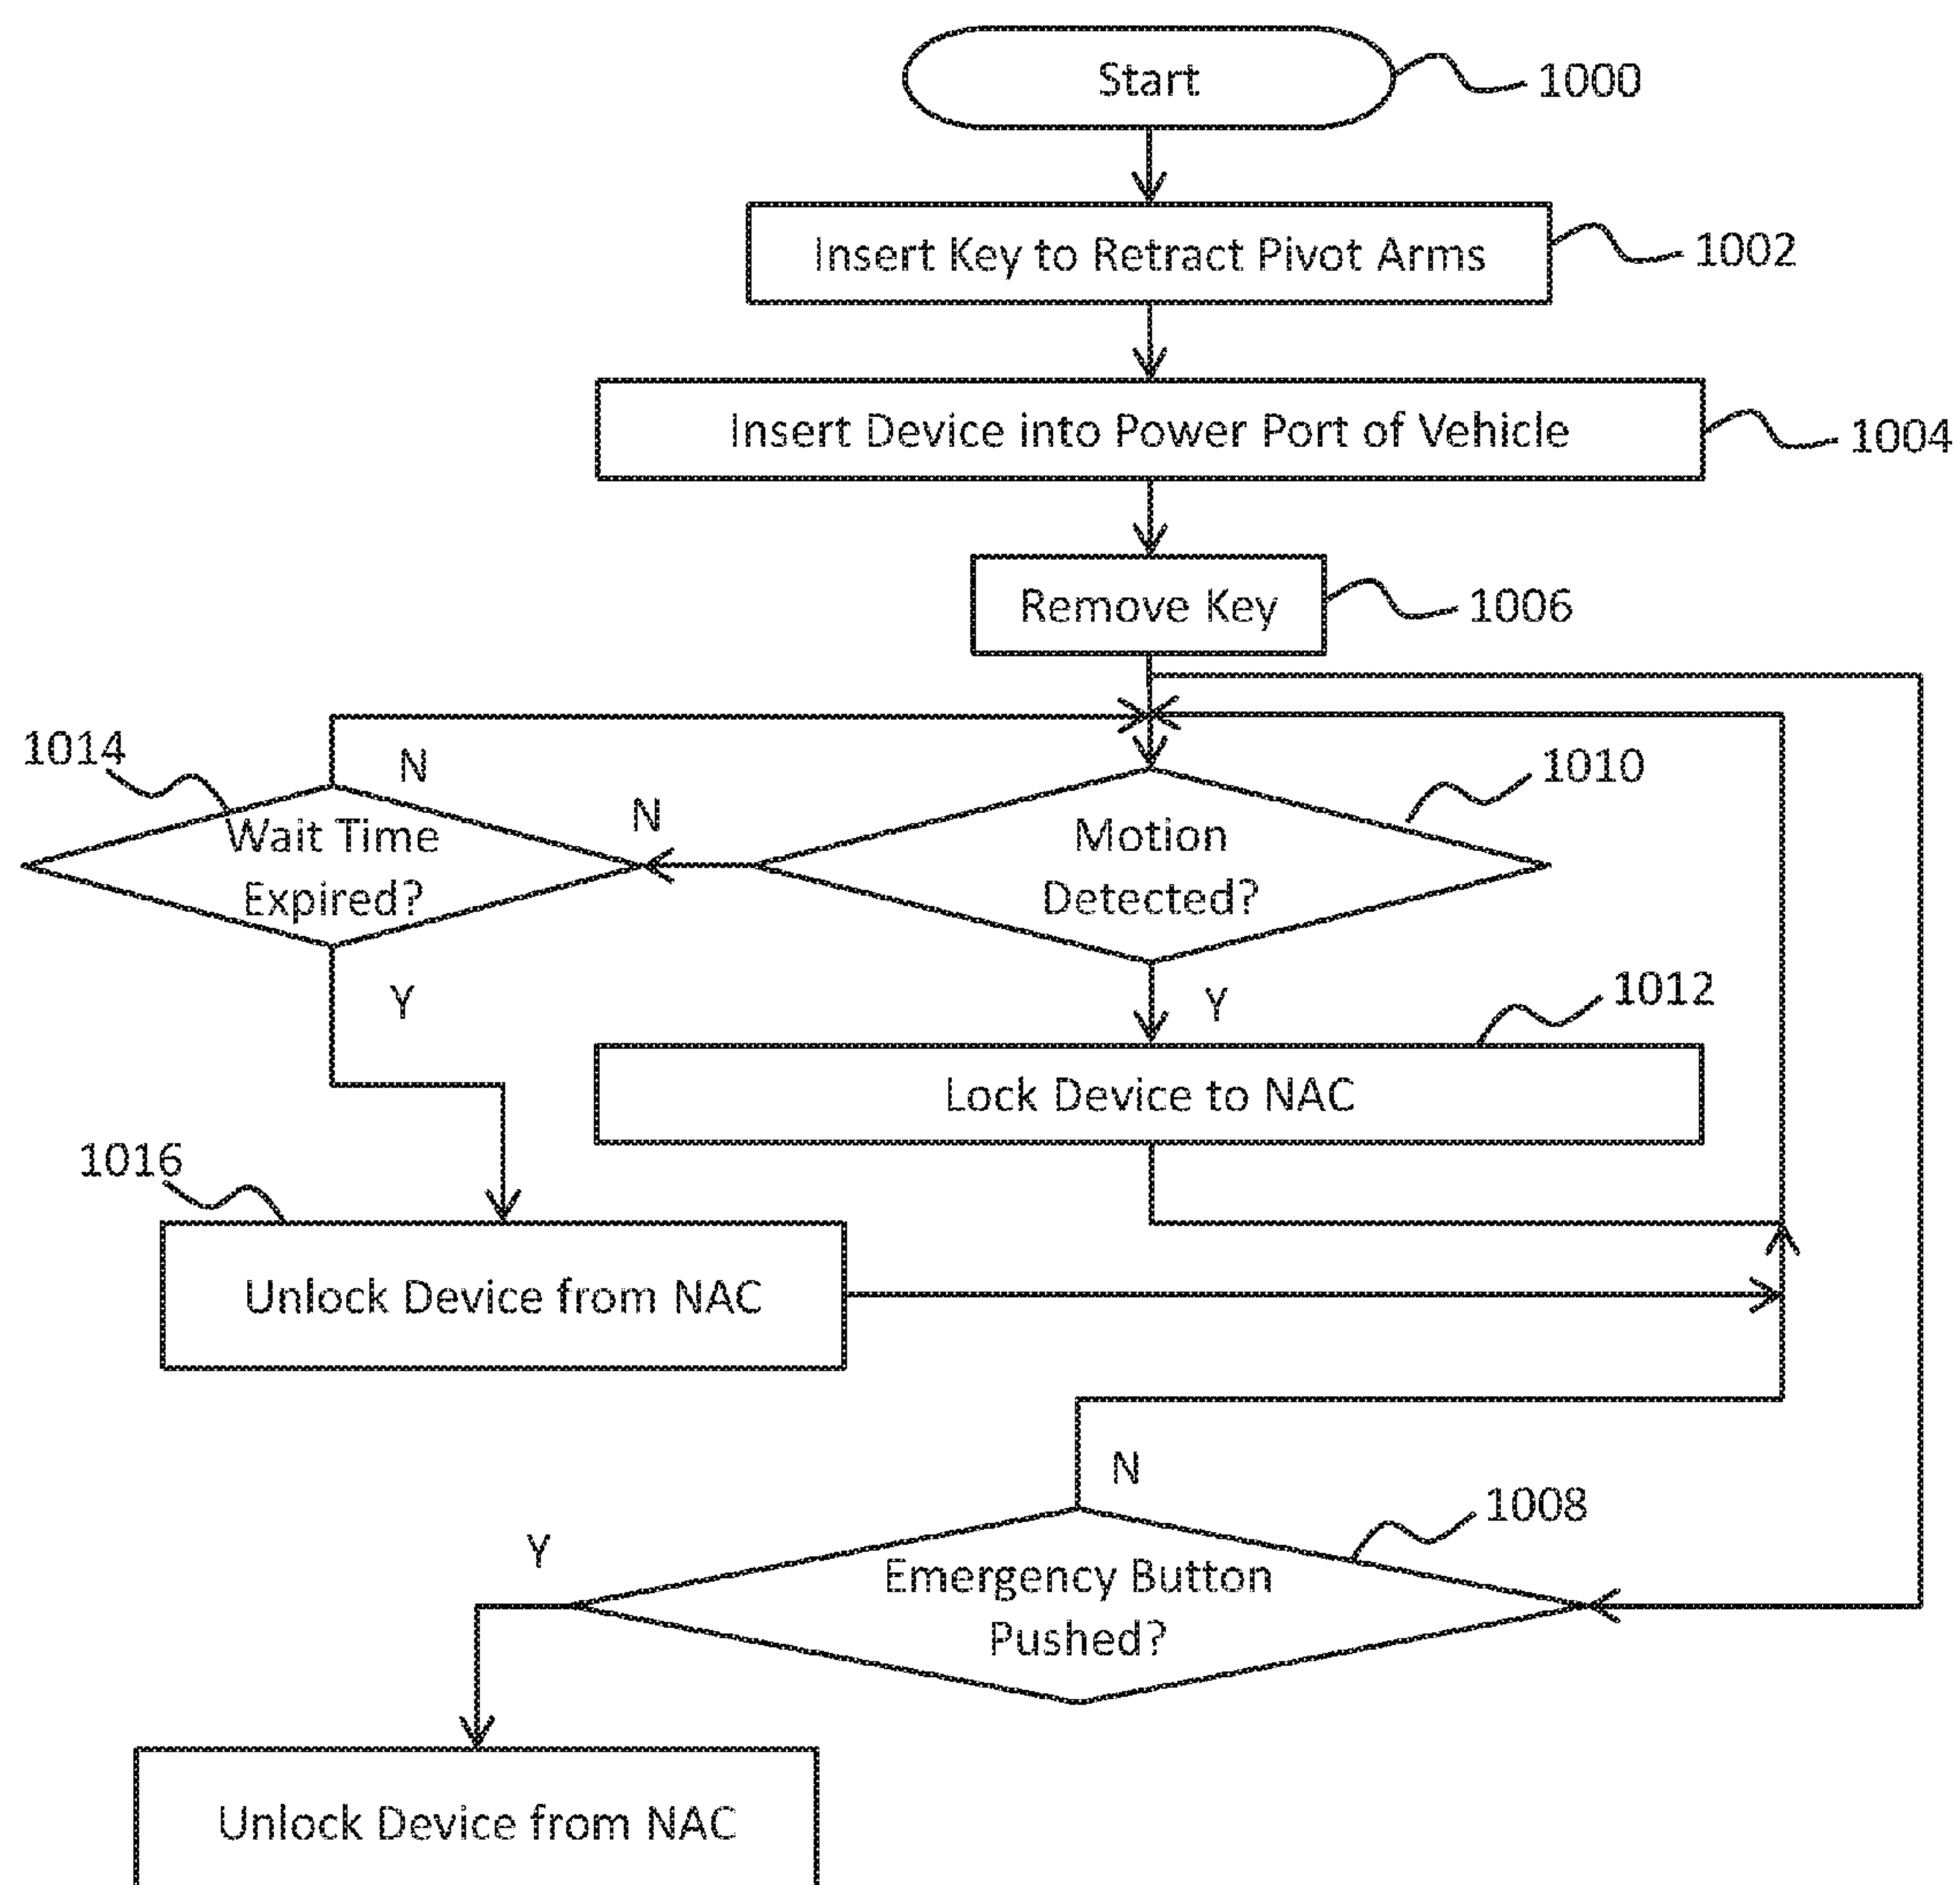 Start
1000
Insert Key to Retract Pivot Arms
1002
Insert Device into Power Port of Vehicle
1004
Remove Key
1006
1014
N
Wait Time
Expired?
N
Motion
Detected?
1010
Y
Y
1012
Lock Device to NAC
1016
Unlock Device from NAC
N
1008
Y
Emergency Button
Pushed?
Unlock Device from NAC